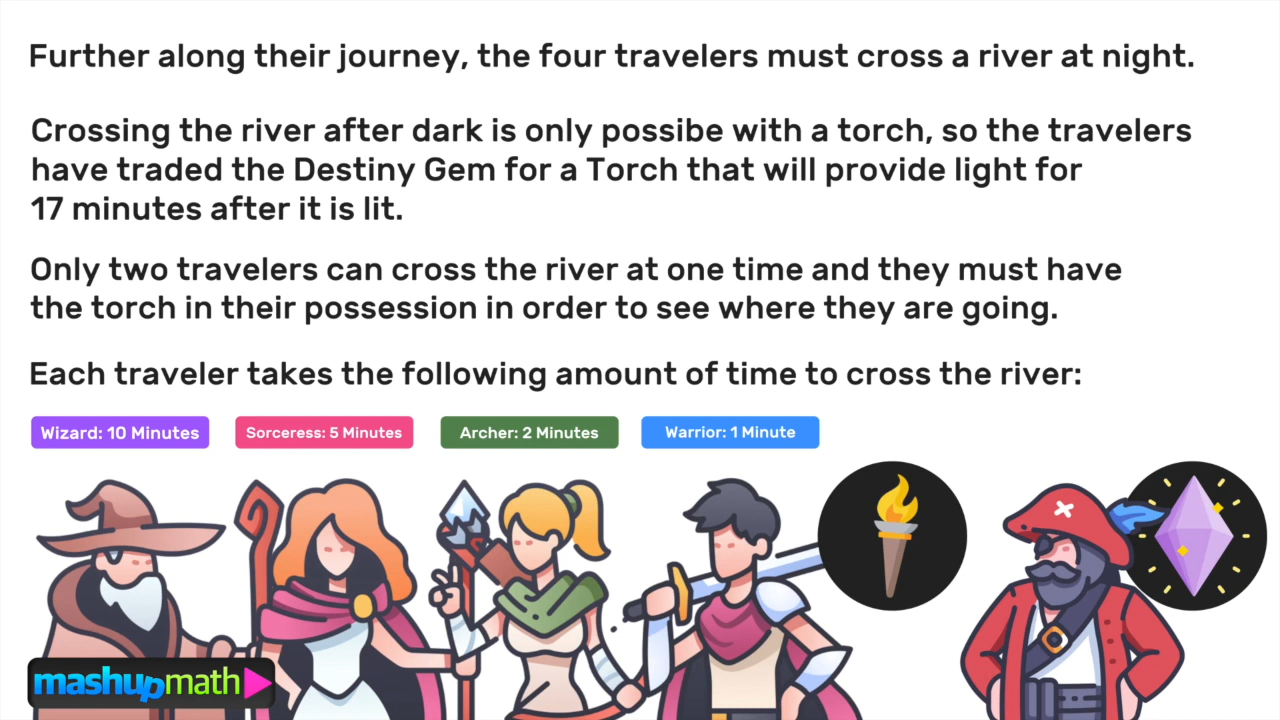 Further along their journey, the four travelers must cross a river at night.
Crossing the river after dark is only possibe with a torch, so the travelers
have traded the Destiny Gem for a Torch that will provide light for
17 minutes after it is lit.
Only two travelers can cross the river at one time and they must have
the torch in their possession in order to see where they are going.
Each traveler takes the following amount of time to cross the river:
Wizard: 10 Minutes
Sorceress: 5 Minutes
Archer: 2 Minutes
Warrior: 1 Minute
mashupmath